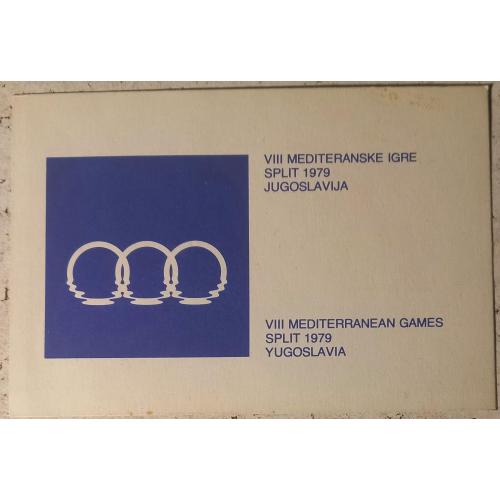 VIII MEDITERANSKE IGRE
SPLIT 1979
JUGOSLAVIJA
VIII MEDITERRANEAN GAMES
SPLIT 1979
YUGOSLAVIA